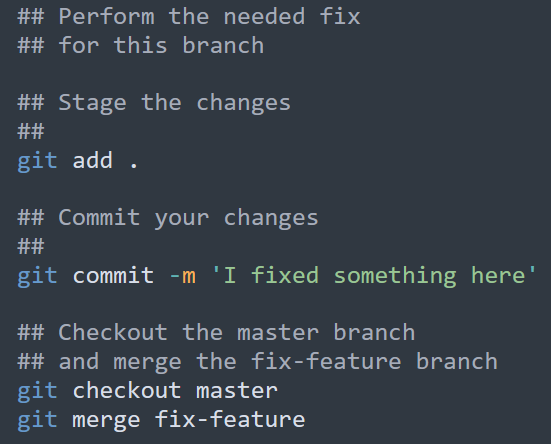 ## Perform the needed fix
## for this branch
## Stage the changes
##
git add .
## Commit your changes
##
git commit -m 'I fixed something here'
## Checkout the master branch
## and merge the fix-feature branch
git checkout master
git merge fix-feature